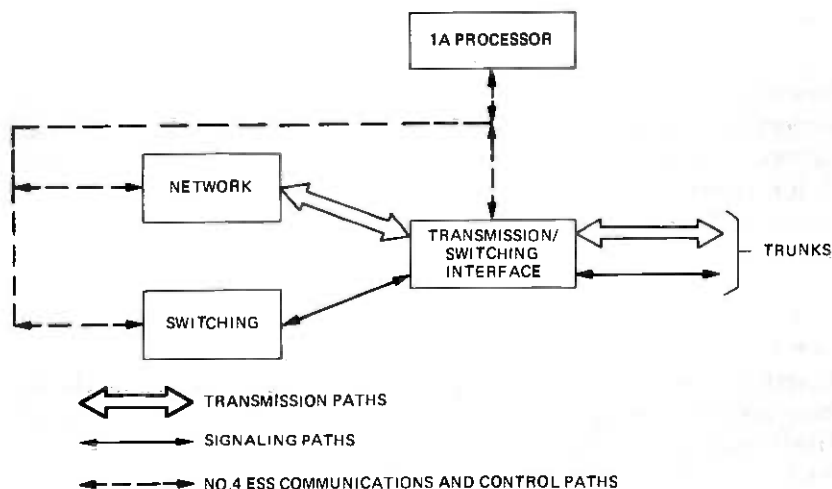 1A PROCESSOR
NETWORK
TRANSMISSION/
SWITCHING
INTERFACE
TRUNKS
SWITCHING
TRANSMISSION PATHS
SIGNALING PATHS
NO.4 ESS COMMUNICATIONS AND CONTROL PATHS